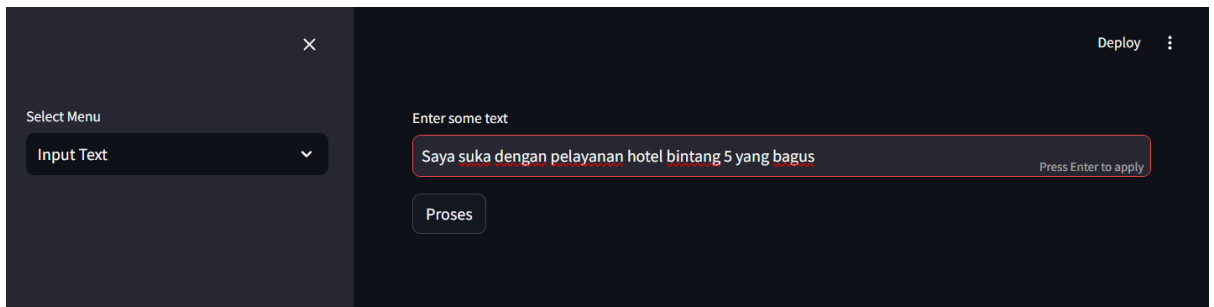 Deploy
Select Menu
Input Text
Enter some text
Saya suka dengan pelayanan hotel bintang 5 yang bagus
Press Enter to apply
Proses